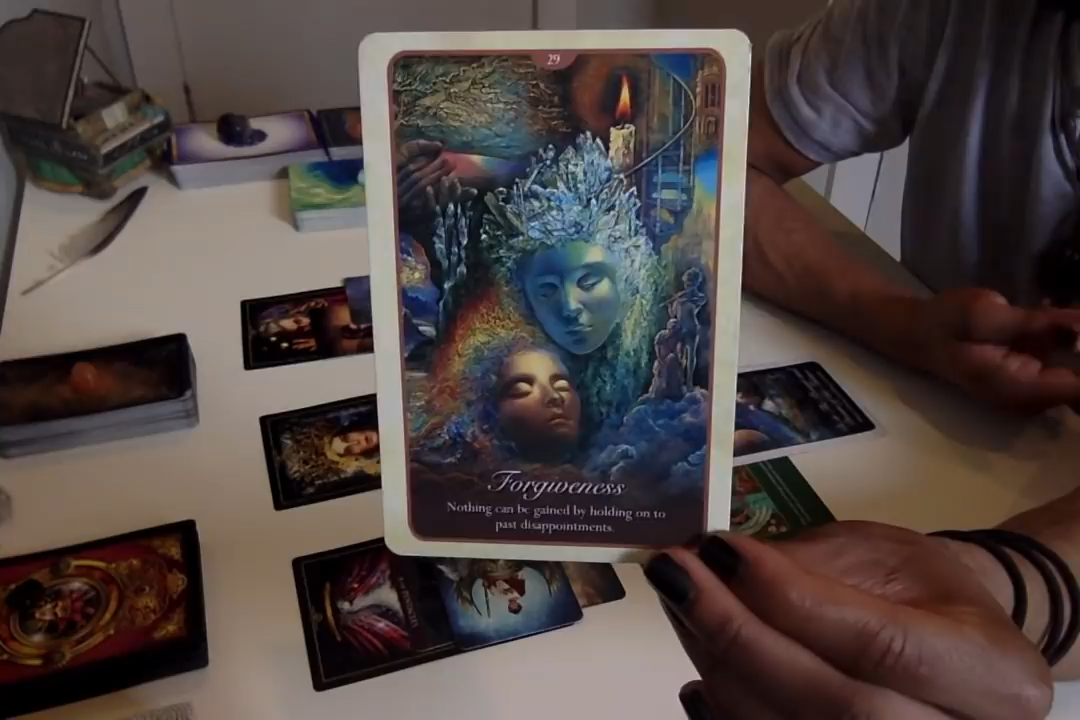 29
Forgiveness
Nothing can be gained by holding on to
past disappointments.